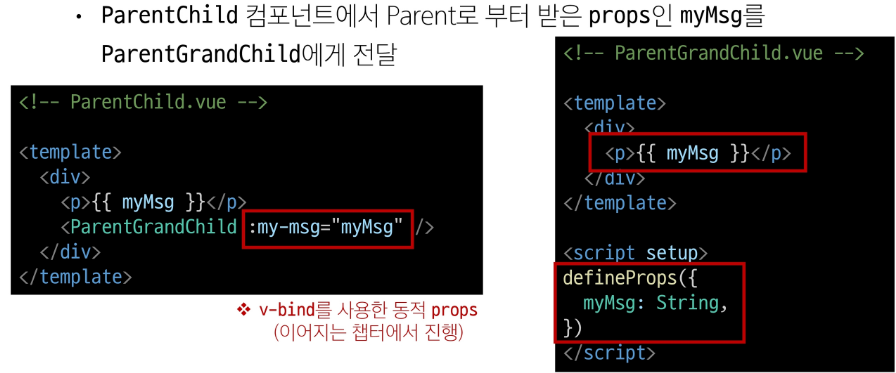 • ParentChild 컴포넌트에서 Parent로 부터 받은 props인 myMsg를
ParentGrandChild에게 전달
<!-- ParentChild.vue -->
<template>
<div>
<p>{{ myMsg }}</p>
<ParentGrandChild :my-msg="myMsg" />
</div>
</template>
❖ v-bind를 사용한 동적 props
(이어지는 챕터에서 진행)
<!-- ParentGrandChild.vue -->
<template>
<div>
<p>{{ myMsg }}</p>
</div>
</template>
<script setup>
defineProps({
myMsg: String,
})
</script>